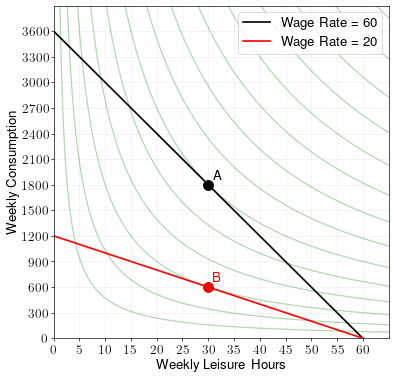 Wage Rate = 60
Wage Rate = 20
3600
3300
3000
2700
2400
2100
1800
1500
1200
900
600
300
0
A
B
0 5 10 15 20 25 30 35 40 45 50 55 60
Weekly Leisure Hours
Weekly Consumption